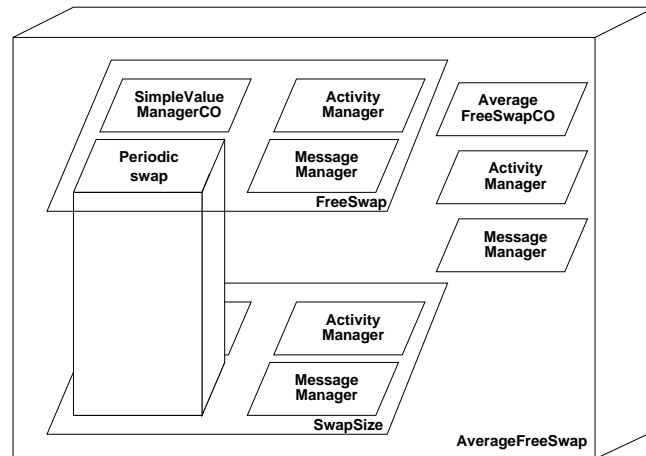 SimpleValue
ManagerCO
Activity
Manager
Average
FreeSwapCO
Periodic
swap
Message
Manager
FreeSwap
Activity
Manager
Message
Manager
Activity
Manager
Message
Manager
SwapSize
AverageFreeSwap